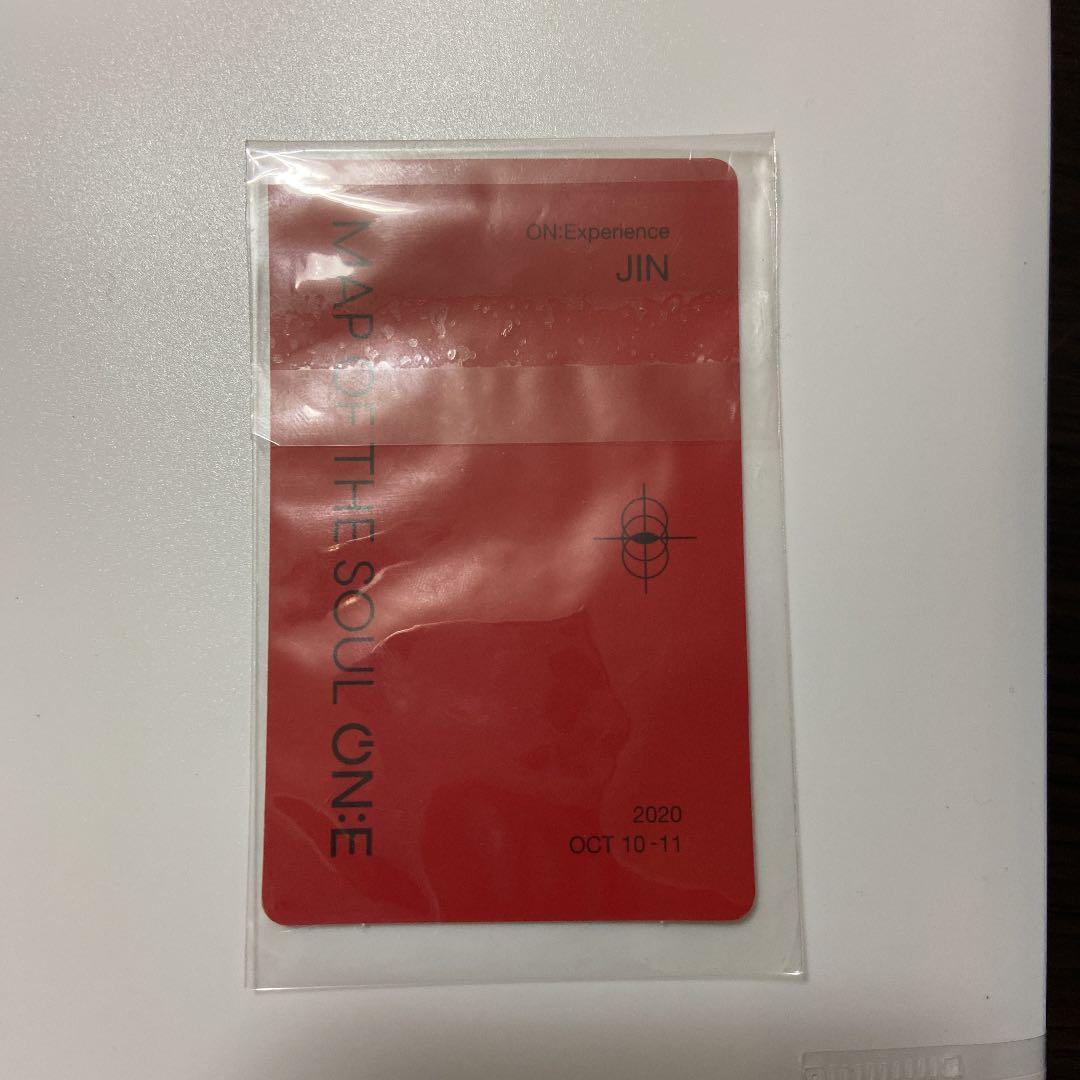 ON:Experience
JIN
MAP OF THE SOUL ON:E
2020
OCT 10-11